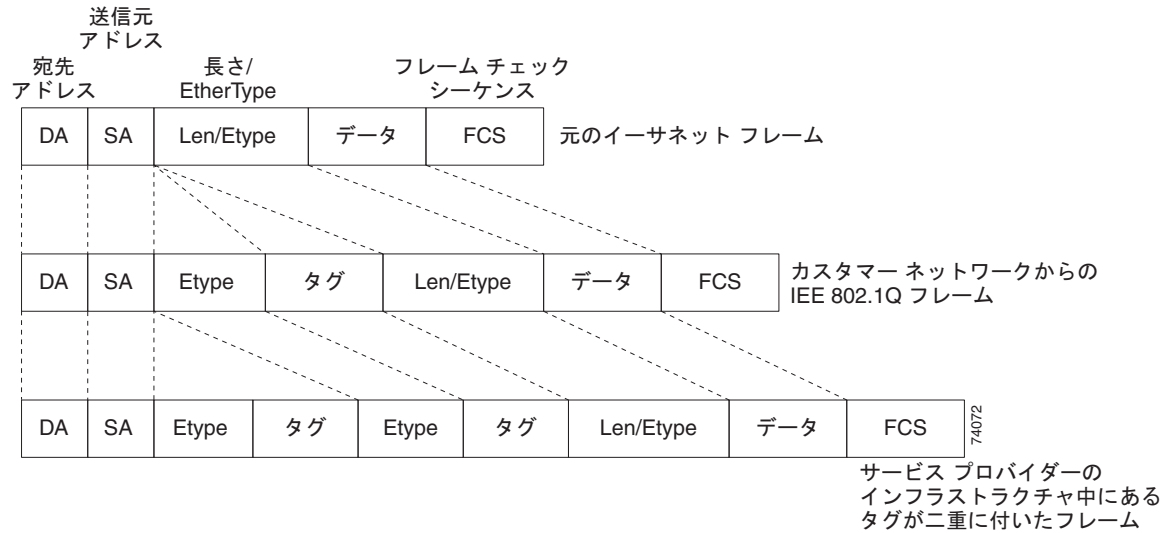 送信元
アドレス
宛先
アドレス
長さ/
EtherType
フレーム チェック
シーケンス
DA SA Len/Etype データ FCS 元のイーサネット フレーム
DA SA Etype タグ Len/Etype データ FCS
カスタマー ネットワークからの
IEE 802.1Q フレーム
DA SA Etype タグ Etype タグ Len/Etype データ FCS
74072
サービス プロバイダーの
インフラストラクチャ中にある
タグが二重に付いたフレーム